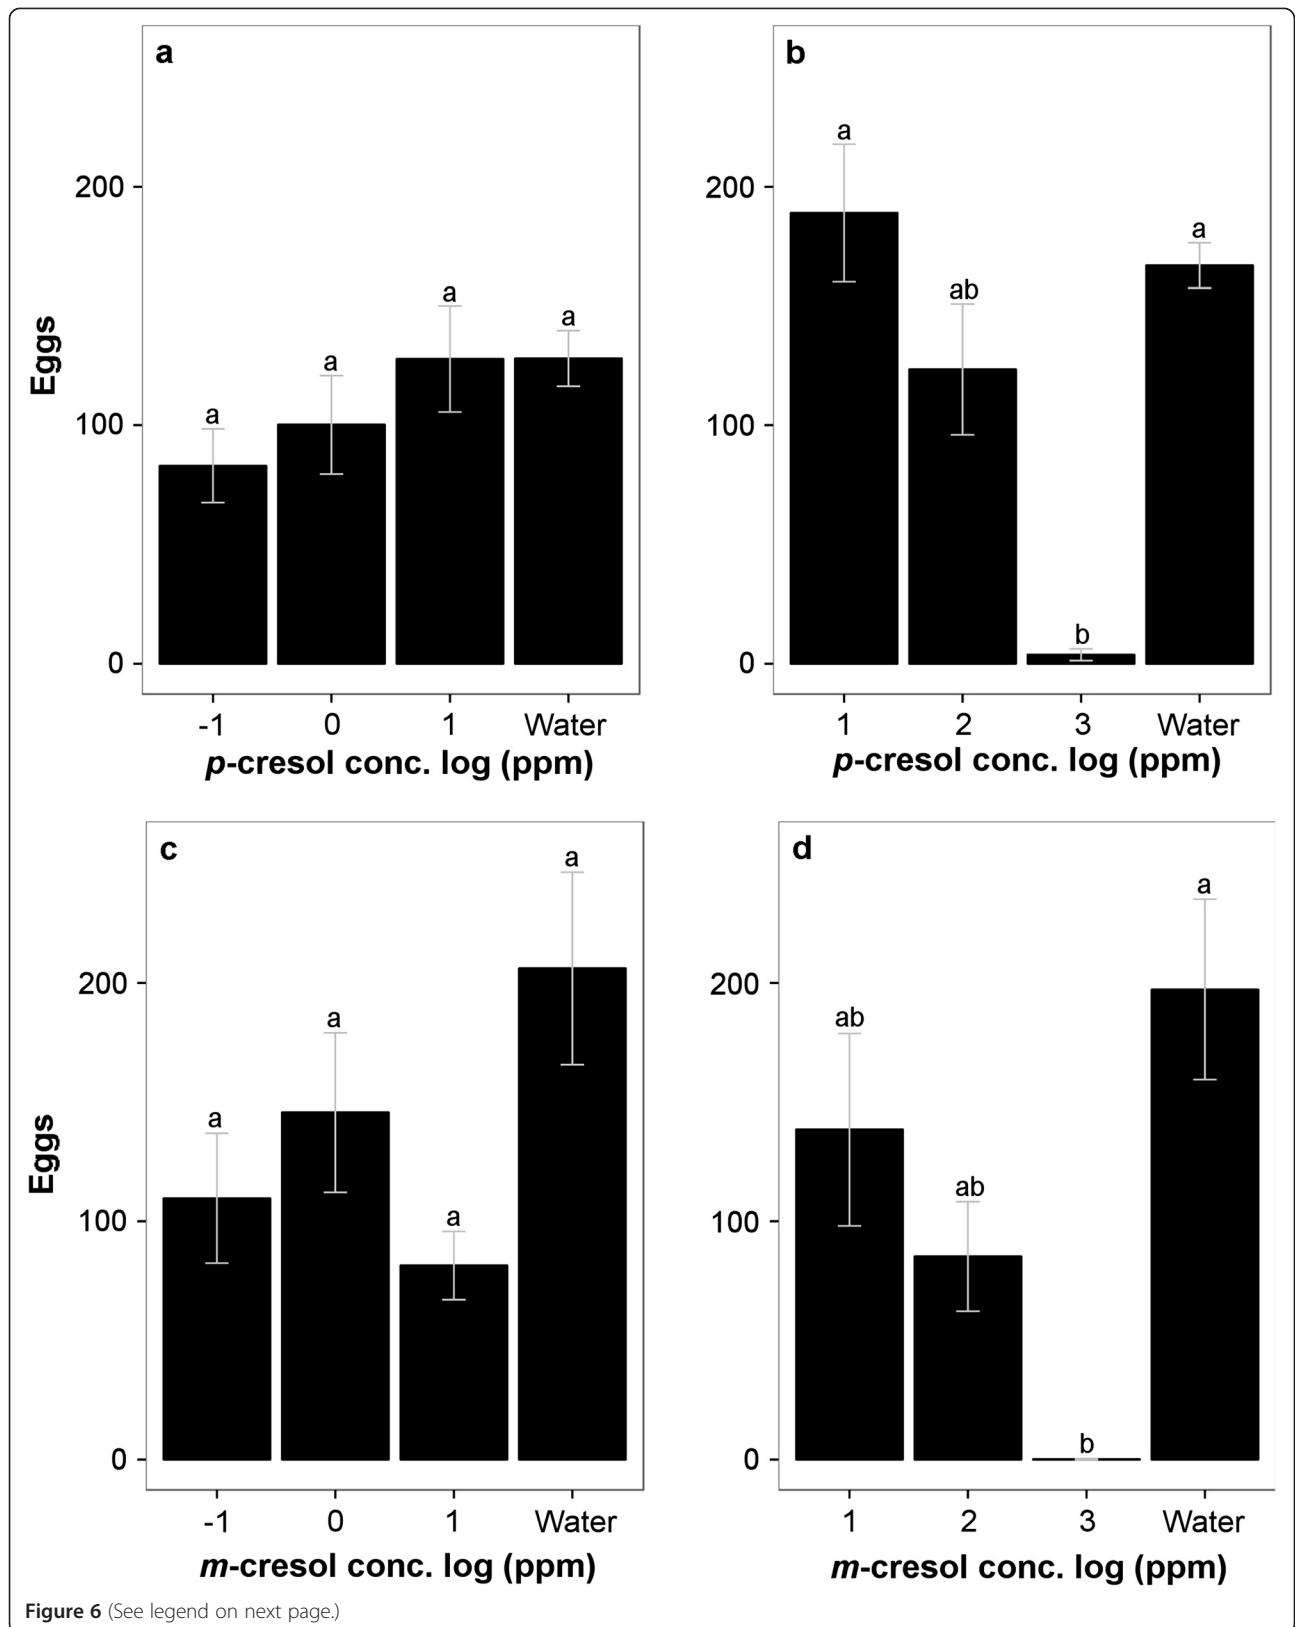 a
Eggs
200
100
0
a
a
a
a
-1 0 1 Water
p-cresol conc. log (ppm)
b
200
100
0
a
ab
b
a
1 2 3 Water
p-cresol conc. log (ppm)
c
Eggs
200
100
0
a
a
a
a
-1 0 1 Water
m-cresol conc. log (ppm)
d
200
100
0
ab
ab
b
a
1 2 3 Water
m-cresol conc. log (ppm)
Figure 6 (See legend on next page.)